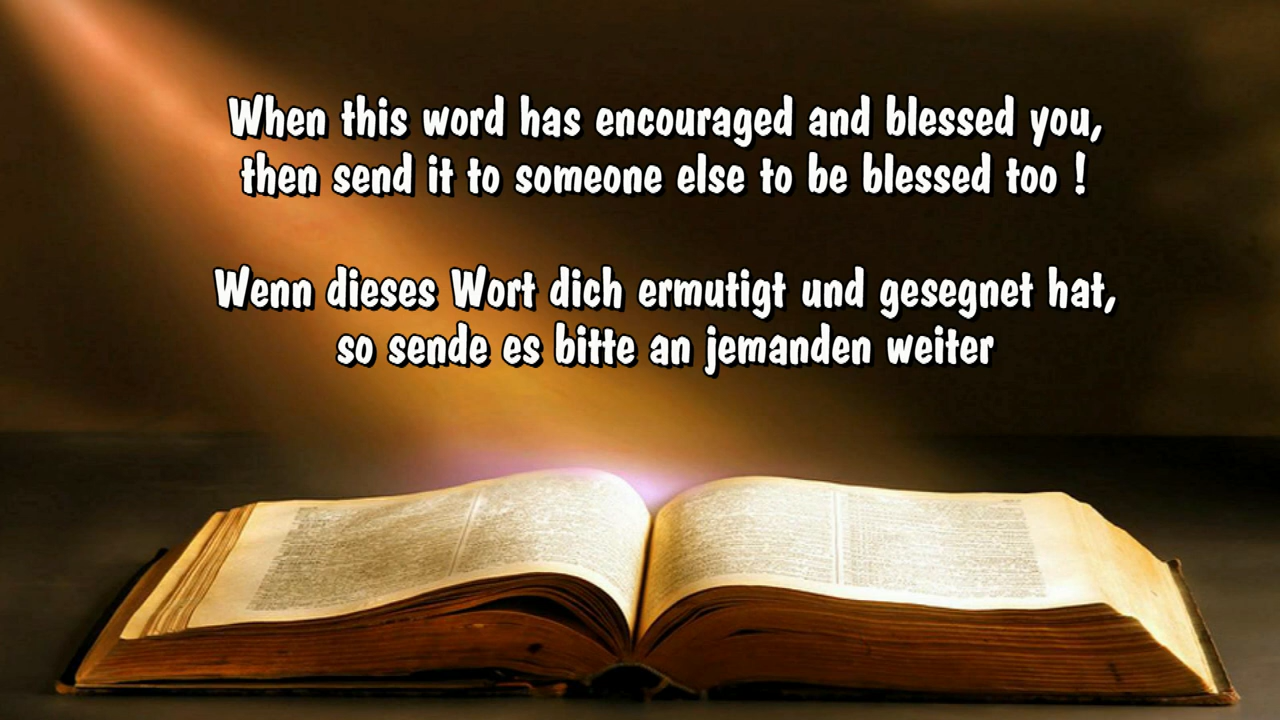 When this word has encouraged and blessed you,
then send it to someone else to be blessed too !
Wenn dieses Wort dich ermutigt und gesegnet hat,
so sende es bitte an jemanden weiter